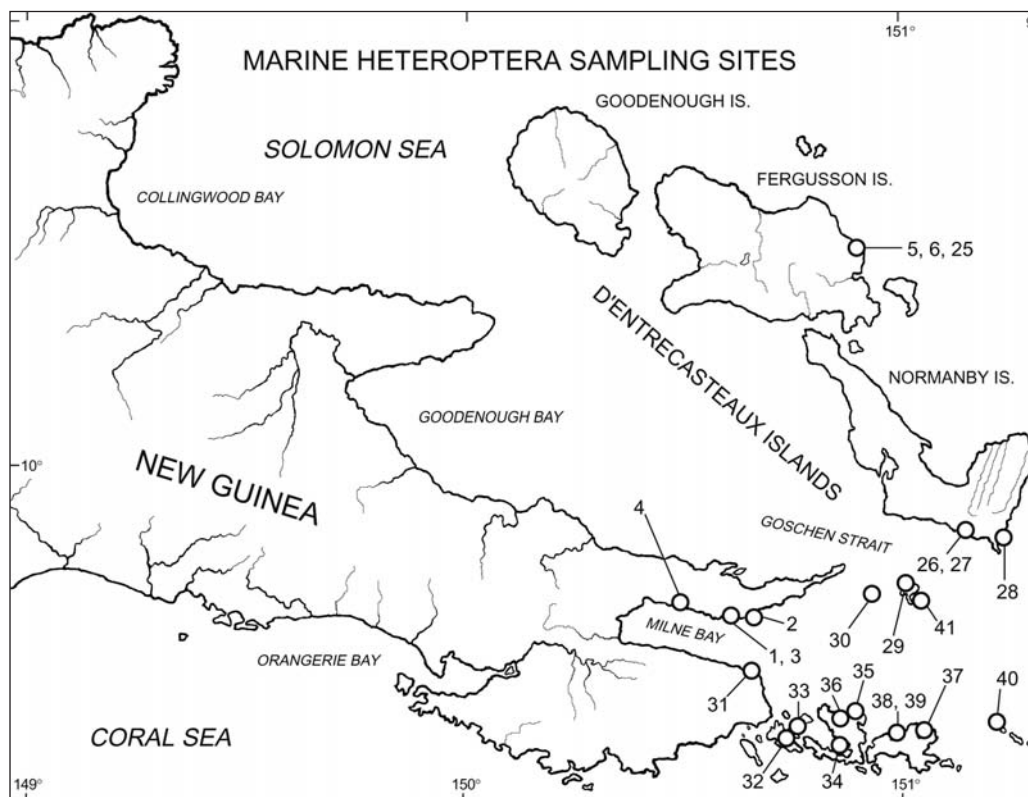 151°
MARINE HETEROPTERA SAMPLING SITES
GOODENOUGH IS.
SOLOMON SEA
FERGUSSON IS.
COLLINGWOOD BAY
5, 6, 25
D'ENTRECASTEAUX ISLANDS
NORMANBY IS.
GOODENOUGH BAY
10°
NEW GUINEA
4
GOSCHEN STRAIT
26, 27
28
2
MILNE BAY
30
29
41
1, 3
ORANGERIE BAY
31
33
36
35
38, 39
37
40
CORAL SEA
32
34
149°
150°
151°